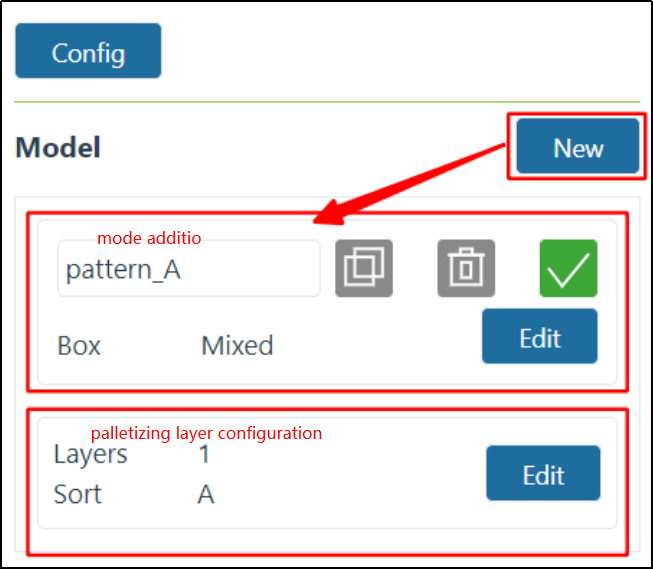 Config
Model
New
mode additio
pattern_A
Box Mixed
Edit
palletizing layer configuration
Layers 1
Sort A
Edit